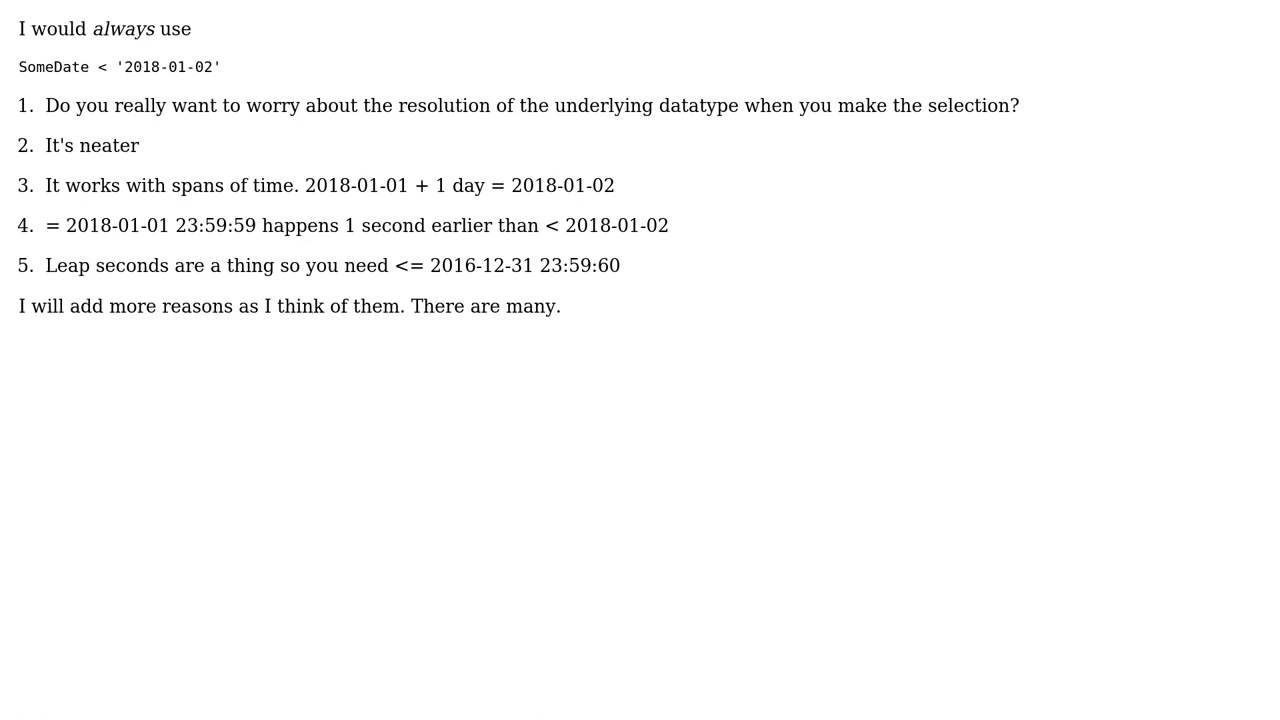 I would always use
SomeDate < '2018-01-02'
1. Do you really want to worry about the resolution of the underlying datatype when you make the selection?
2. It's neater
3. It works with spans of time. 2018-01-01 + 1 day = 2018-01-02
4. = 2018-01-01 23:59:59 happens 1 second earlier than < 2018-01-02
5. Leap seconds are a thing so you need <= 2016-12-31 23:59:60
I will add more reasons as I think of them. There are many.